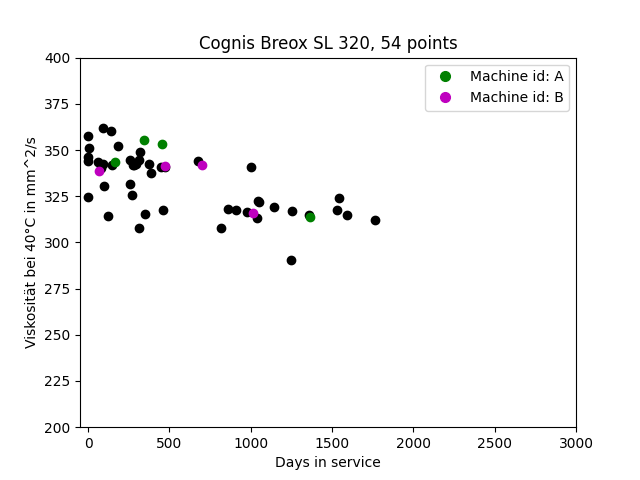 Cognis Breox SL 320, 54 points
Machine id: A
Machine id: B
Viskosität bei 40°C in mm^2/s
400
375
350
325
300
275
250
225
200
0 500 1000 1500 2000 2500 3000
Days in service